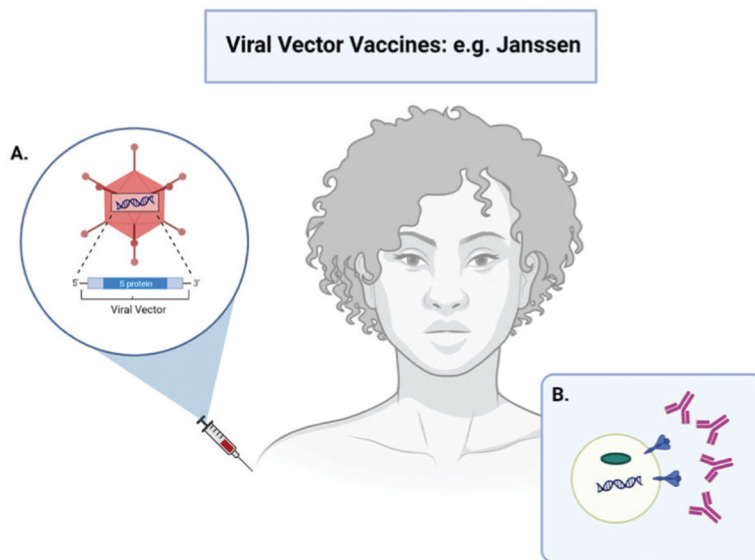 Viral Vector Vaccines: e.g. Janssen
A.
5' S protein 3'
Viral Vector
B.